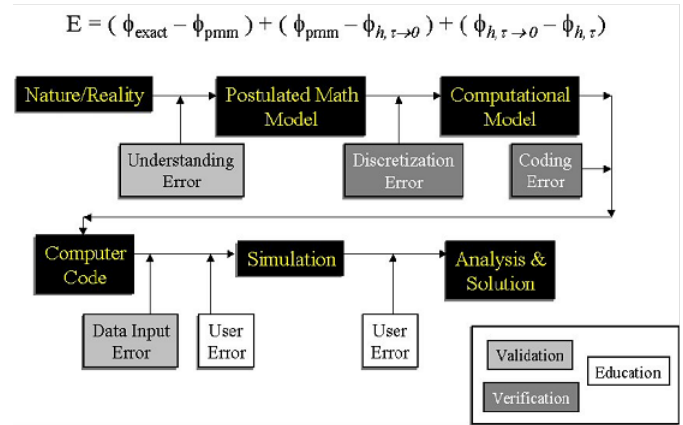 E = ( ϕexact − ϕpmm ) + ( ϕpmm − ϕh, τ→0 ) + ( ϕh, τ→0 − ϕh, τ )
Nature/Reality
Postulated Math
Model
Computational
Model
Understanding
Error
Discretization
Error
Coding
Error
Computer
Code
Simulation
Analysis &
Solution
Data Input
Error
User
Error
User
Error
Validation
Education
Verification